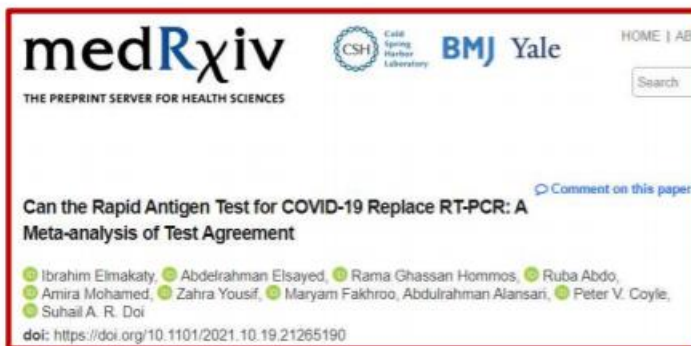 medRχiv
THE PREPRINT SERVER FOR HEALTH SCIENCES
CSH
Cold
Spring
Harbor
Laboratory
BMJ Yale
HOME | AB
Search
Comment on this paper
Can the Rapid Antigen Test for COVID-19 Replace RT-PCR: A
Meta-analysis of Test Agreement
Ibrahim Elmakaty, Abdelrahman Elsayed, Rama Ghassan Hommos, Ruba Abdo,
Amira Mohamed, Zahra Yousif, Maryam Fakhroo, Abdulrahman Alansari, Peter V. Coyle,
Suhail A. R. Doi
doi: https://doi.org/10.1101/2021.10.19.21265190